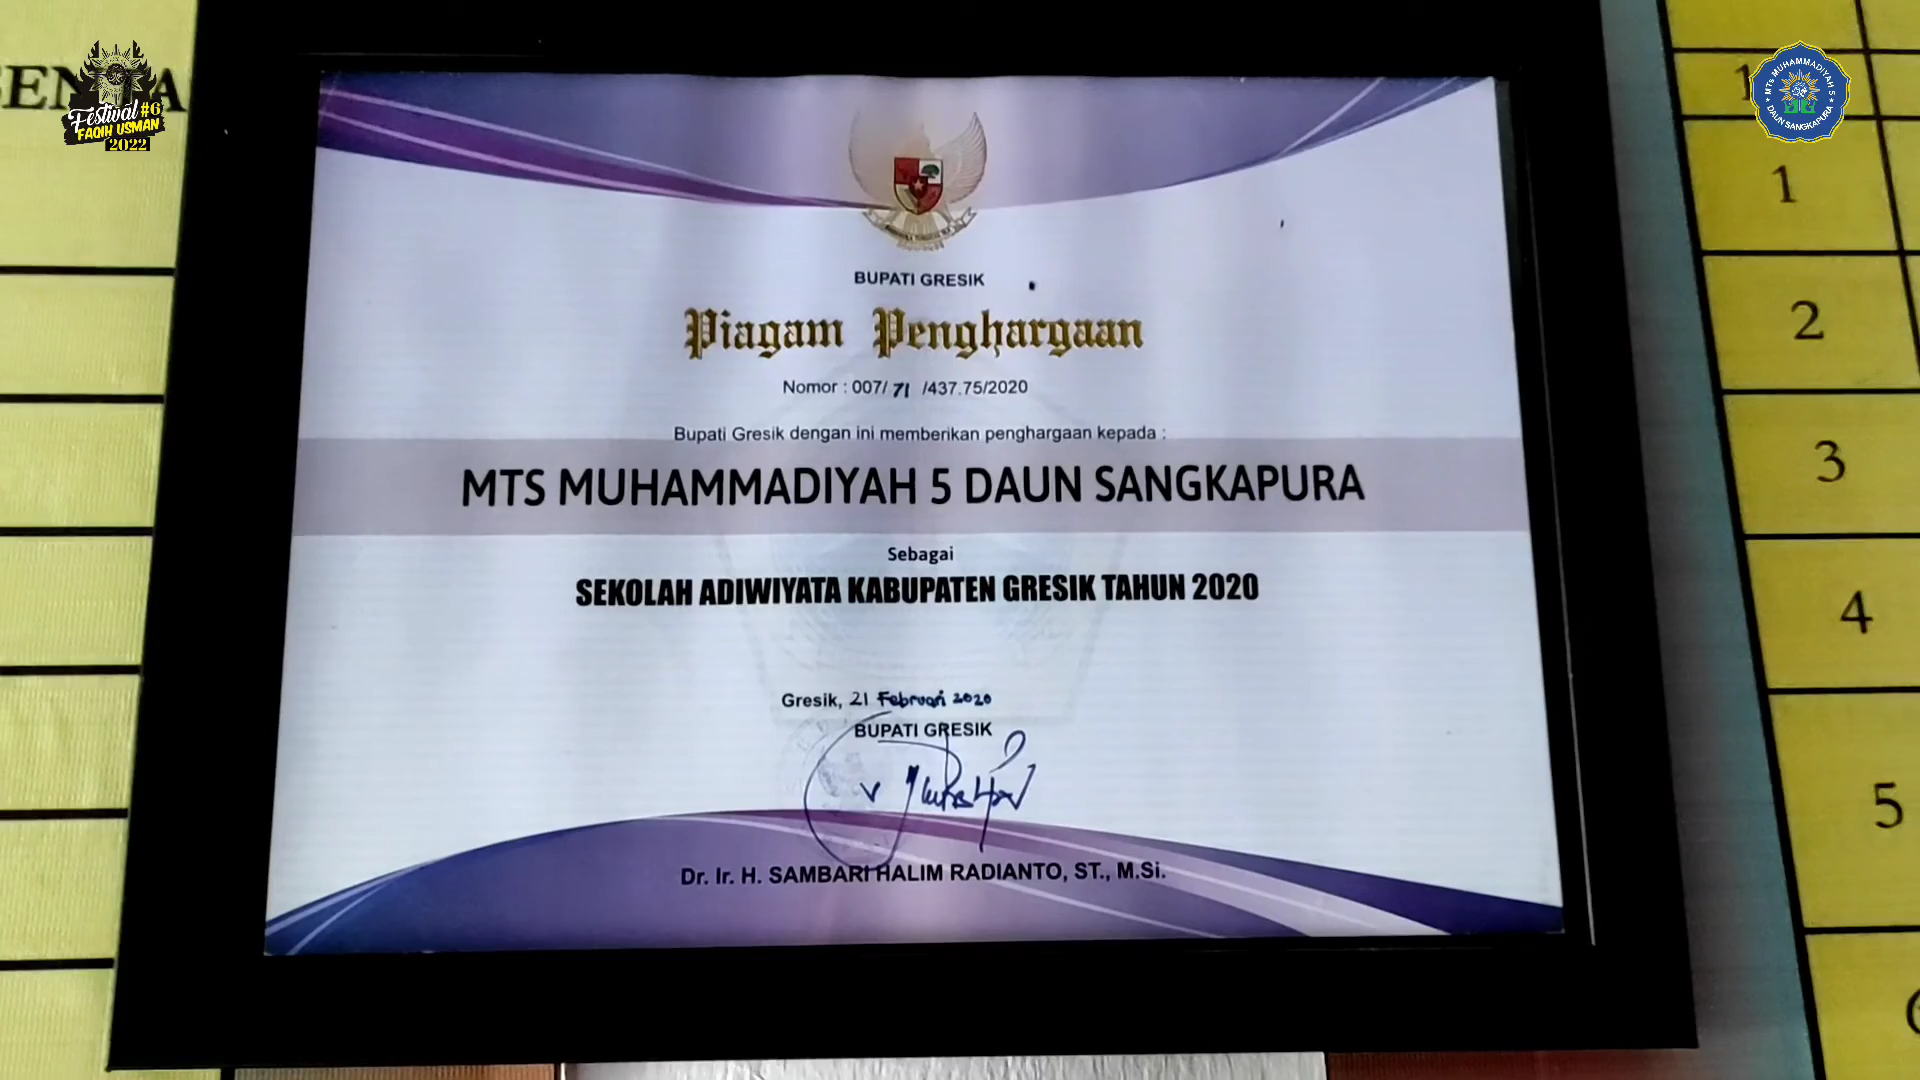 Festival #6
FAQIH USMAN
2022
MTs MUHAMMADIYAH 5
DAUN SANGKAPURA
BUPATI GRESIK
Piagam Penghargaan
Nomor : 007/ 71 /437.75/2020
Bupati Gresik dengan ini memberikan penghargaan kepada :
MTS MUHAMMADIYAH 5 DAUN SANGKAPURA
Sebagai
SEKOLAH ADIWIYATA KABUPATEN GRESIK TAHUN 2020
Gresik, 21 Februari 2020
BUPATI GRESIK
Dr. Ir. H. SAMBARI HALIM RADIANTO, ST., M.Si.
1
2
3
4
5